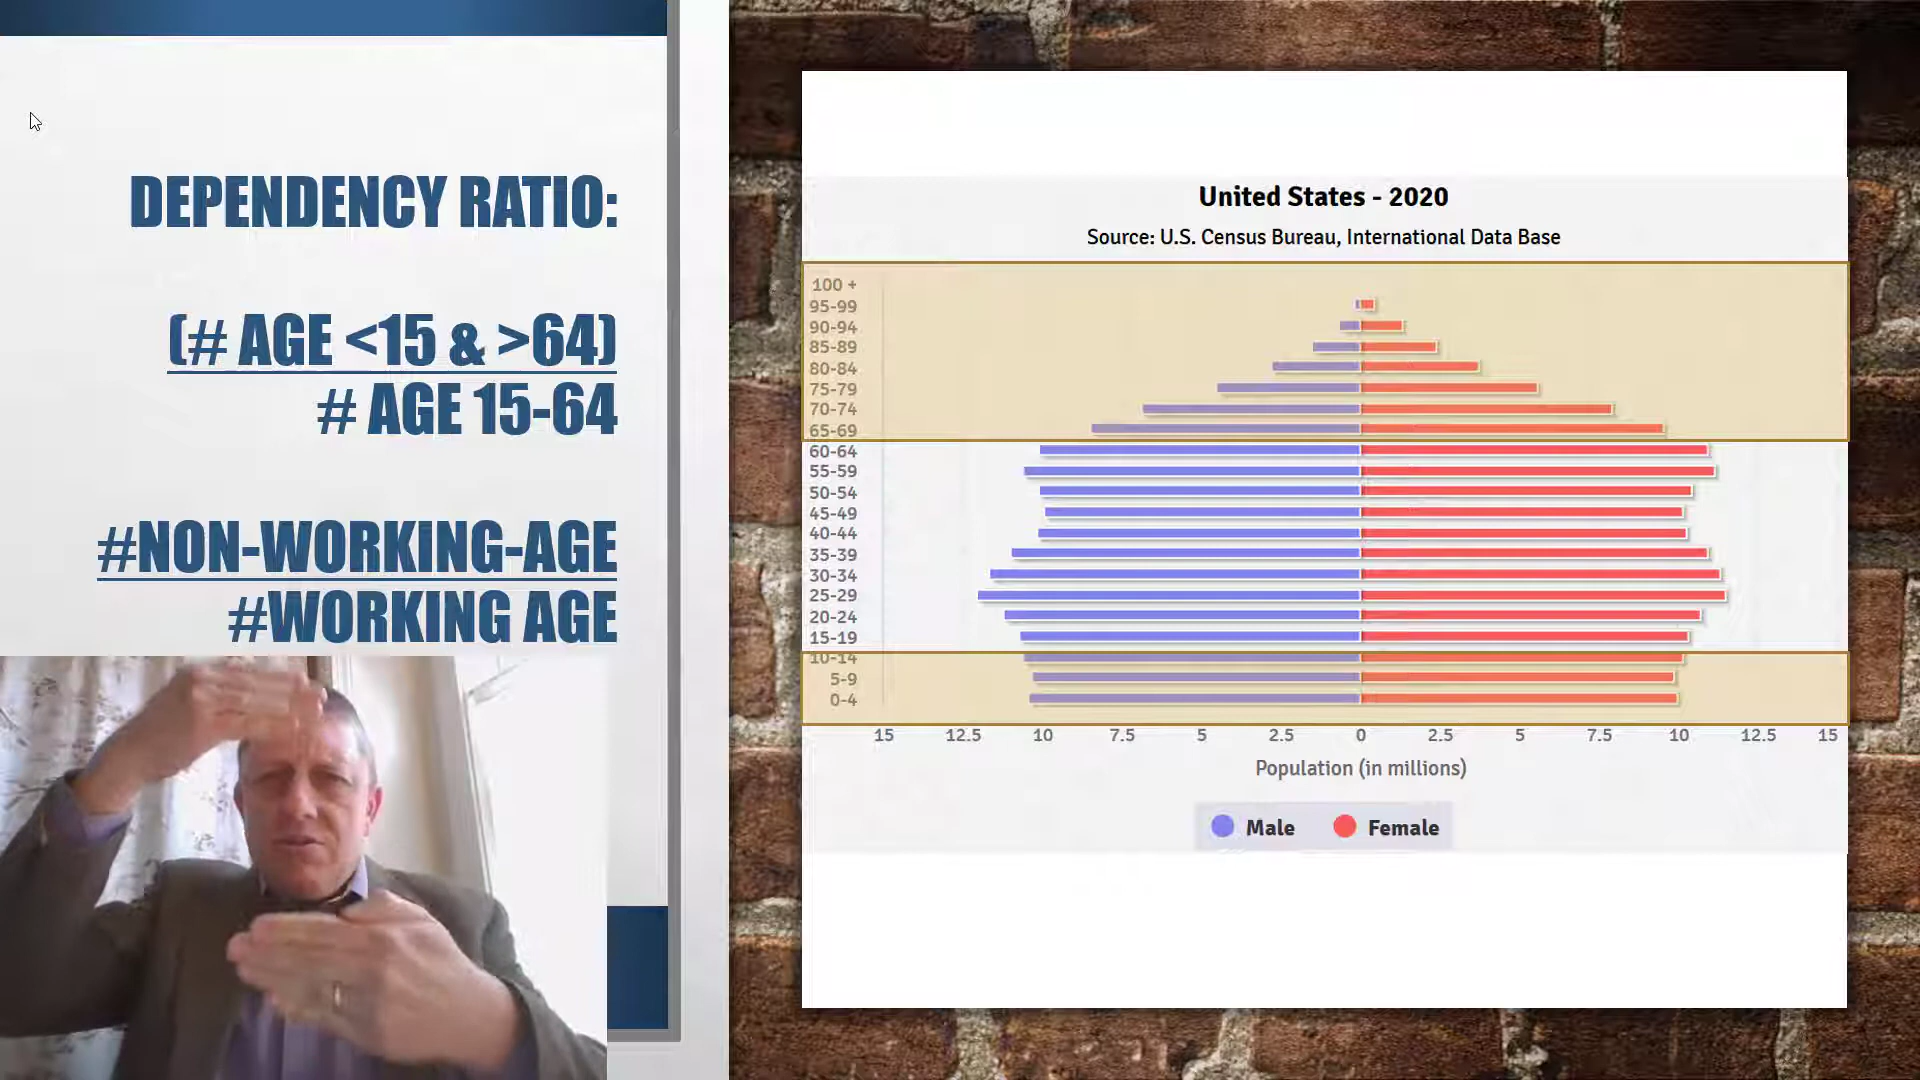 DEPENDENCY RATIO:
(# AGE <15 & >64)
# AGE 15-64
#NON-WORKING-AGE
#WORKING AGE
United States - 2020
Source: U.S. Census Bureau, International Data Base
100 +
95-99
90-94
85-89
80-84
75-79
70-74
65-69
60-64
55-59
50-54
45-49
40-44
35-39
30-34
25-29
20-24
15-19
10-14
5-9
0-4
15 12.5 10 7.5 5 2.5 0 2.5 5 7.5 10 12.5 15
Population (in millions)
Male Female